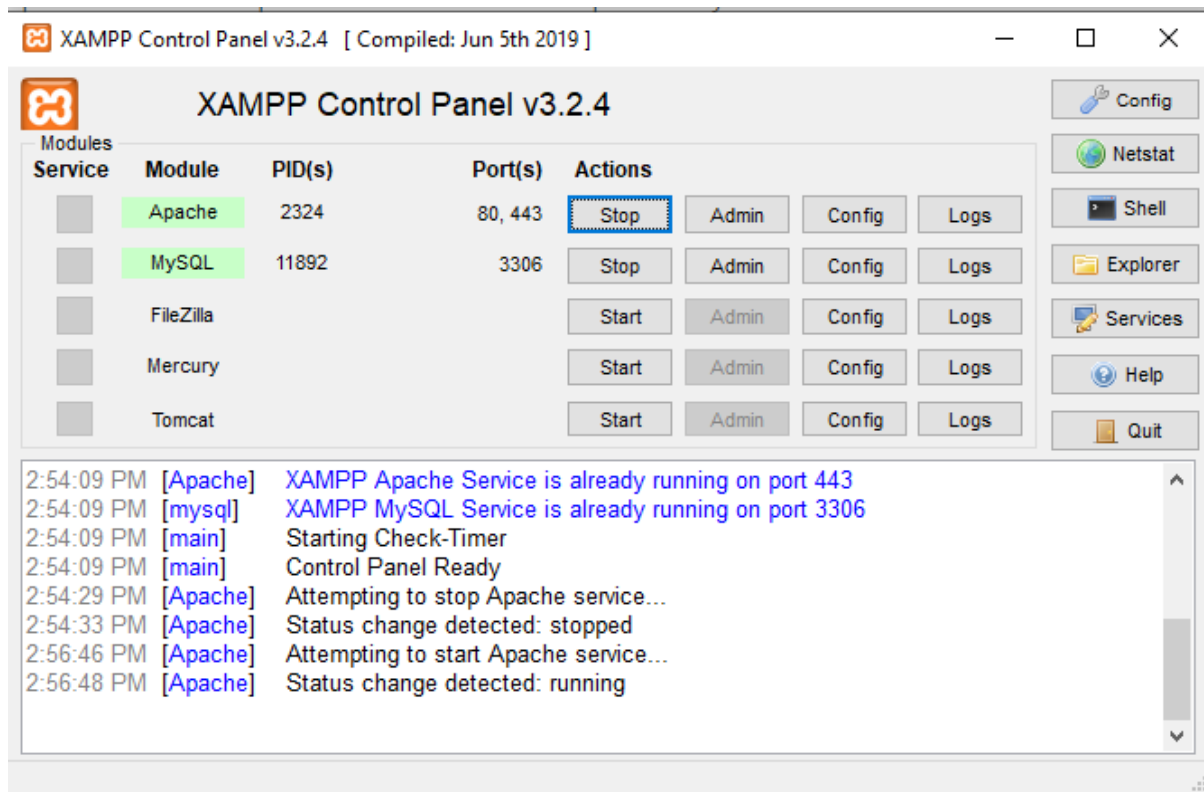 XAMPP Control Panel v3.2.4 [ Compiled: Jun 5th 2019 ]
XAMPP Control Panel v3.2.4
Config
Modules
Service Module PID(s) Port(s) Actions
Netstat
Apache 2324 80, 443 Stop Admin Config Logs
Shell
MySQL 11892 3306 Stop Admin Config Logs
Explorer
FileZilla Start Admin Config Logs
Services
Mercury Start Admin Config Logs
Help
Tomcat Start Admin Config Logs
Quit
2:54:09 PM [Apache] XAMPP Apache Service is already running on port 443
2:54:09 PM [mysql] XAMPP MySQL Service is already running on port 3306
2:54:09 PM [main] Starting Check-Timer
2:54:09 PM [main] Control Panel Ready
2:54:29 PM [Apache] Attempting to stop Apache service...
2:54:33 PM [Apache] Status change detected: stopped
2:56:46 PM [Apache] Attempting to start Apache service...
2:56:48 PM [Apache] Status change detected: running